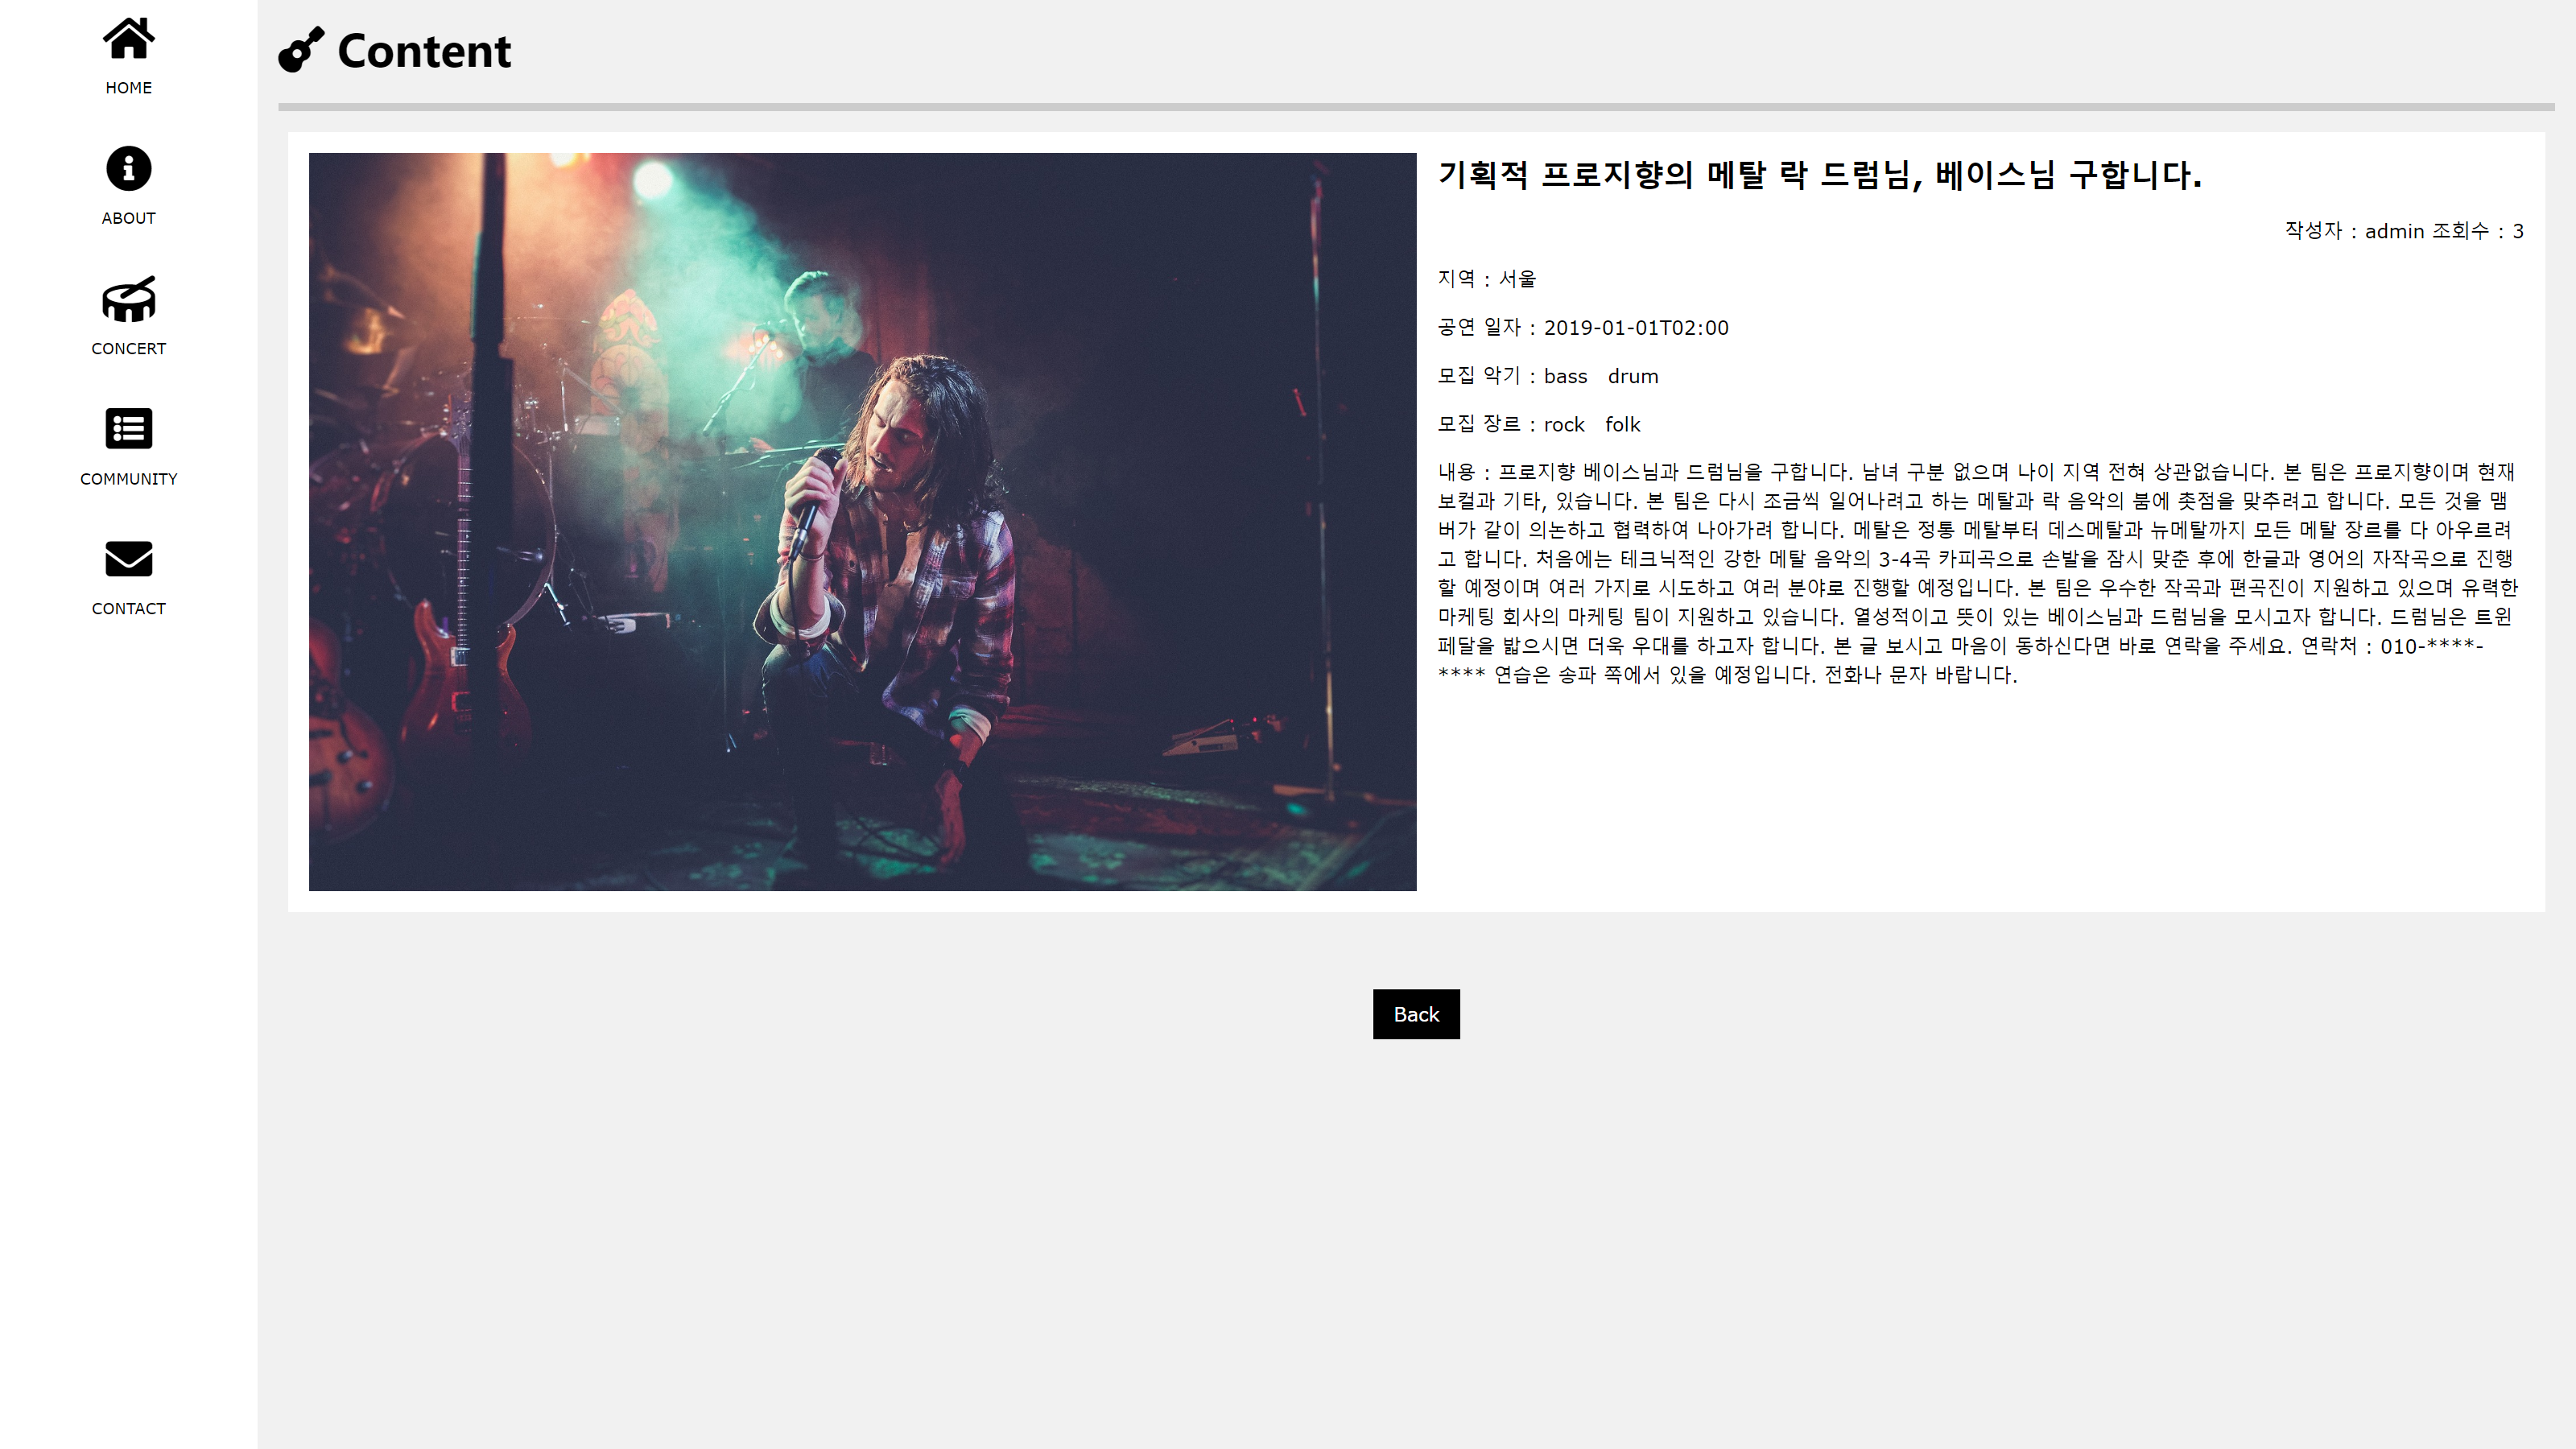 HOME
ABOUT
CONCERT
COMMUNITY
CONTACT
Content
기획적 프로지향의 메탈 락 드럼님, 베이스님 구합니다.
작성자 : admin 조회수 : 3
지역 : 서울
공연 일자 : 2019-01-01T02:00
모집 악기 : bass drum
모집 장르 : rock folk
내용 : 프로지향 베이스님과 드럼님을 구합니다. 남녀 구분 없으며 나이 지역 전혀 상관없습니다. 본 팀은 프로지향이며 현재
보컬과 기타, 있습니다. 본 팀은 다시 조금씩 일어나려고 하는 메탈과 락 음악의 붐에 촛점을 맞추려고 합니다. 모든 것을 맴
버가 같이 의논하고 협력하여 나아가려 합니다. 메탈은 정통 메탈부터 데스메탈과 뉴메탈까지 모든 메탈 장르를 다 아우르려
고 합니다. 처음에는 테크닉적인 강한 메탈 음악의 3-4곡 카피곡으로 손발을 잠시 맞춘 후에 한글과 영어의 자작곡으로 진행
할 예정이며 여러 가지로 시도하고 여러 분야로 진행할 예정입니다. 본 팀은 우수한 작곡과 편곡진이 지원하고 있으며 유력한
마케팅 회사의 마케팅 팀이 지원하고 있습니다. 열성적이고 뜻이 있는 베이스님과 드럼님을 모시고자 합니다. 드럼님은 트윈
페달을 밟으시면 더욱 우대를 하고자 합니다. 본 글 보시고 마음이 동하신다면 바로 연락을 주세요. 연락처 : 010-****-
**** 연습은 송파 쪽에서 있을 예정입니다. 전화나 문자 바랍니다.
Back